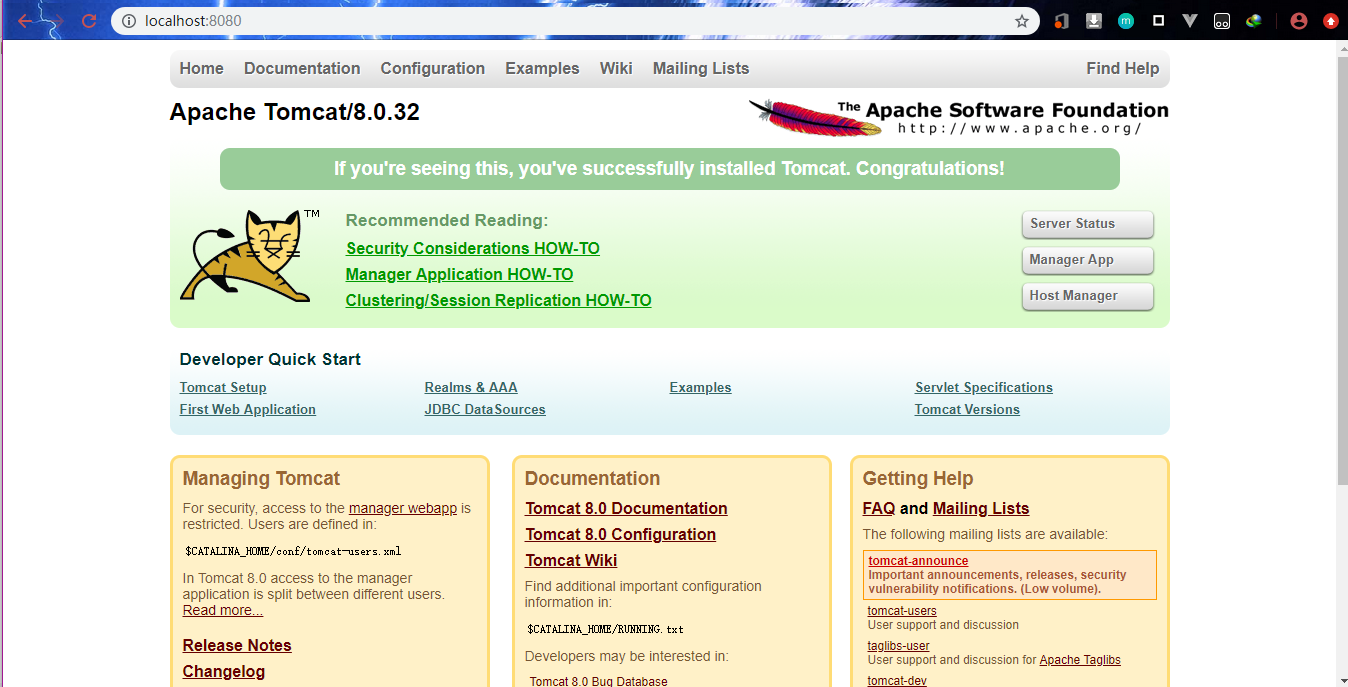 localhost:8080
Home Documentation Configuration Examples Wiki Mailing Lists Find Help
Apache Tomcat/8.0.32
The Apache Software Foundation
http://www.apache.org/
If you're seeing this, you've successfully installed Tomcat. Congratulations!
TM
Recommended Reading:
Security Considerations HOW-TO
Manager Application HOW-TO
Clustering/Session Replication HOW-TO
Server Status
Manager App
Host Manager
Developer Quick Start
Tomcat Setup
First Web Application
Realms & AAA
JDBC DataSources
Examples
Servlet Specifications
Tomcat Versions
Managing Tomcat
For security, access to the manager webapp is
restricted. Users are defined in:
$CATALINA_HOME/conf/tomcat-users.xml
In Tomcat 8.0 access to the manager
application is split between different users.
Read more...
Release Notes
Changelog
Documentation
Tomcat 8.0 Documentation
Tomcat 8.0 Configuration
Tomcat Wiki
Find additional important configuration
information in:
$CATALINA_HOME/RUNNING.txt
Developers may be interested in:
Tomcat 8.0 Bug Database
Getting Help
FAQ and Mailing Lists
The following mailing lists are available:
tomcat-announce
Important announcements, releases, security
vulnerability notifications. (Low volume).
tomcat-users
User support and discussion
taglibs-user
User support and discussion for Apache Taglibs
tomcat-dev